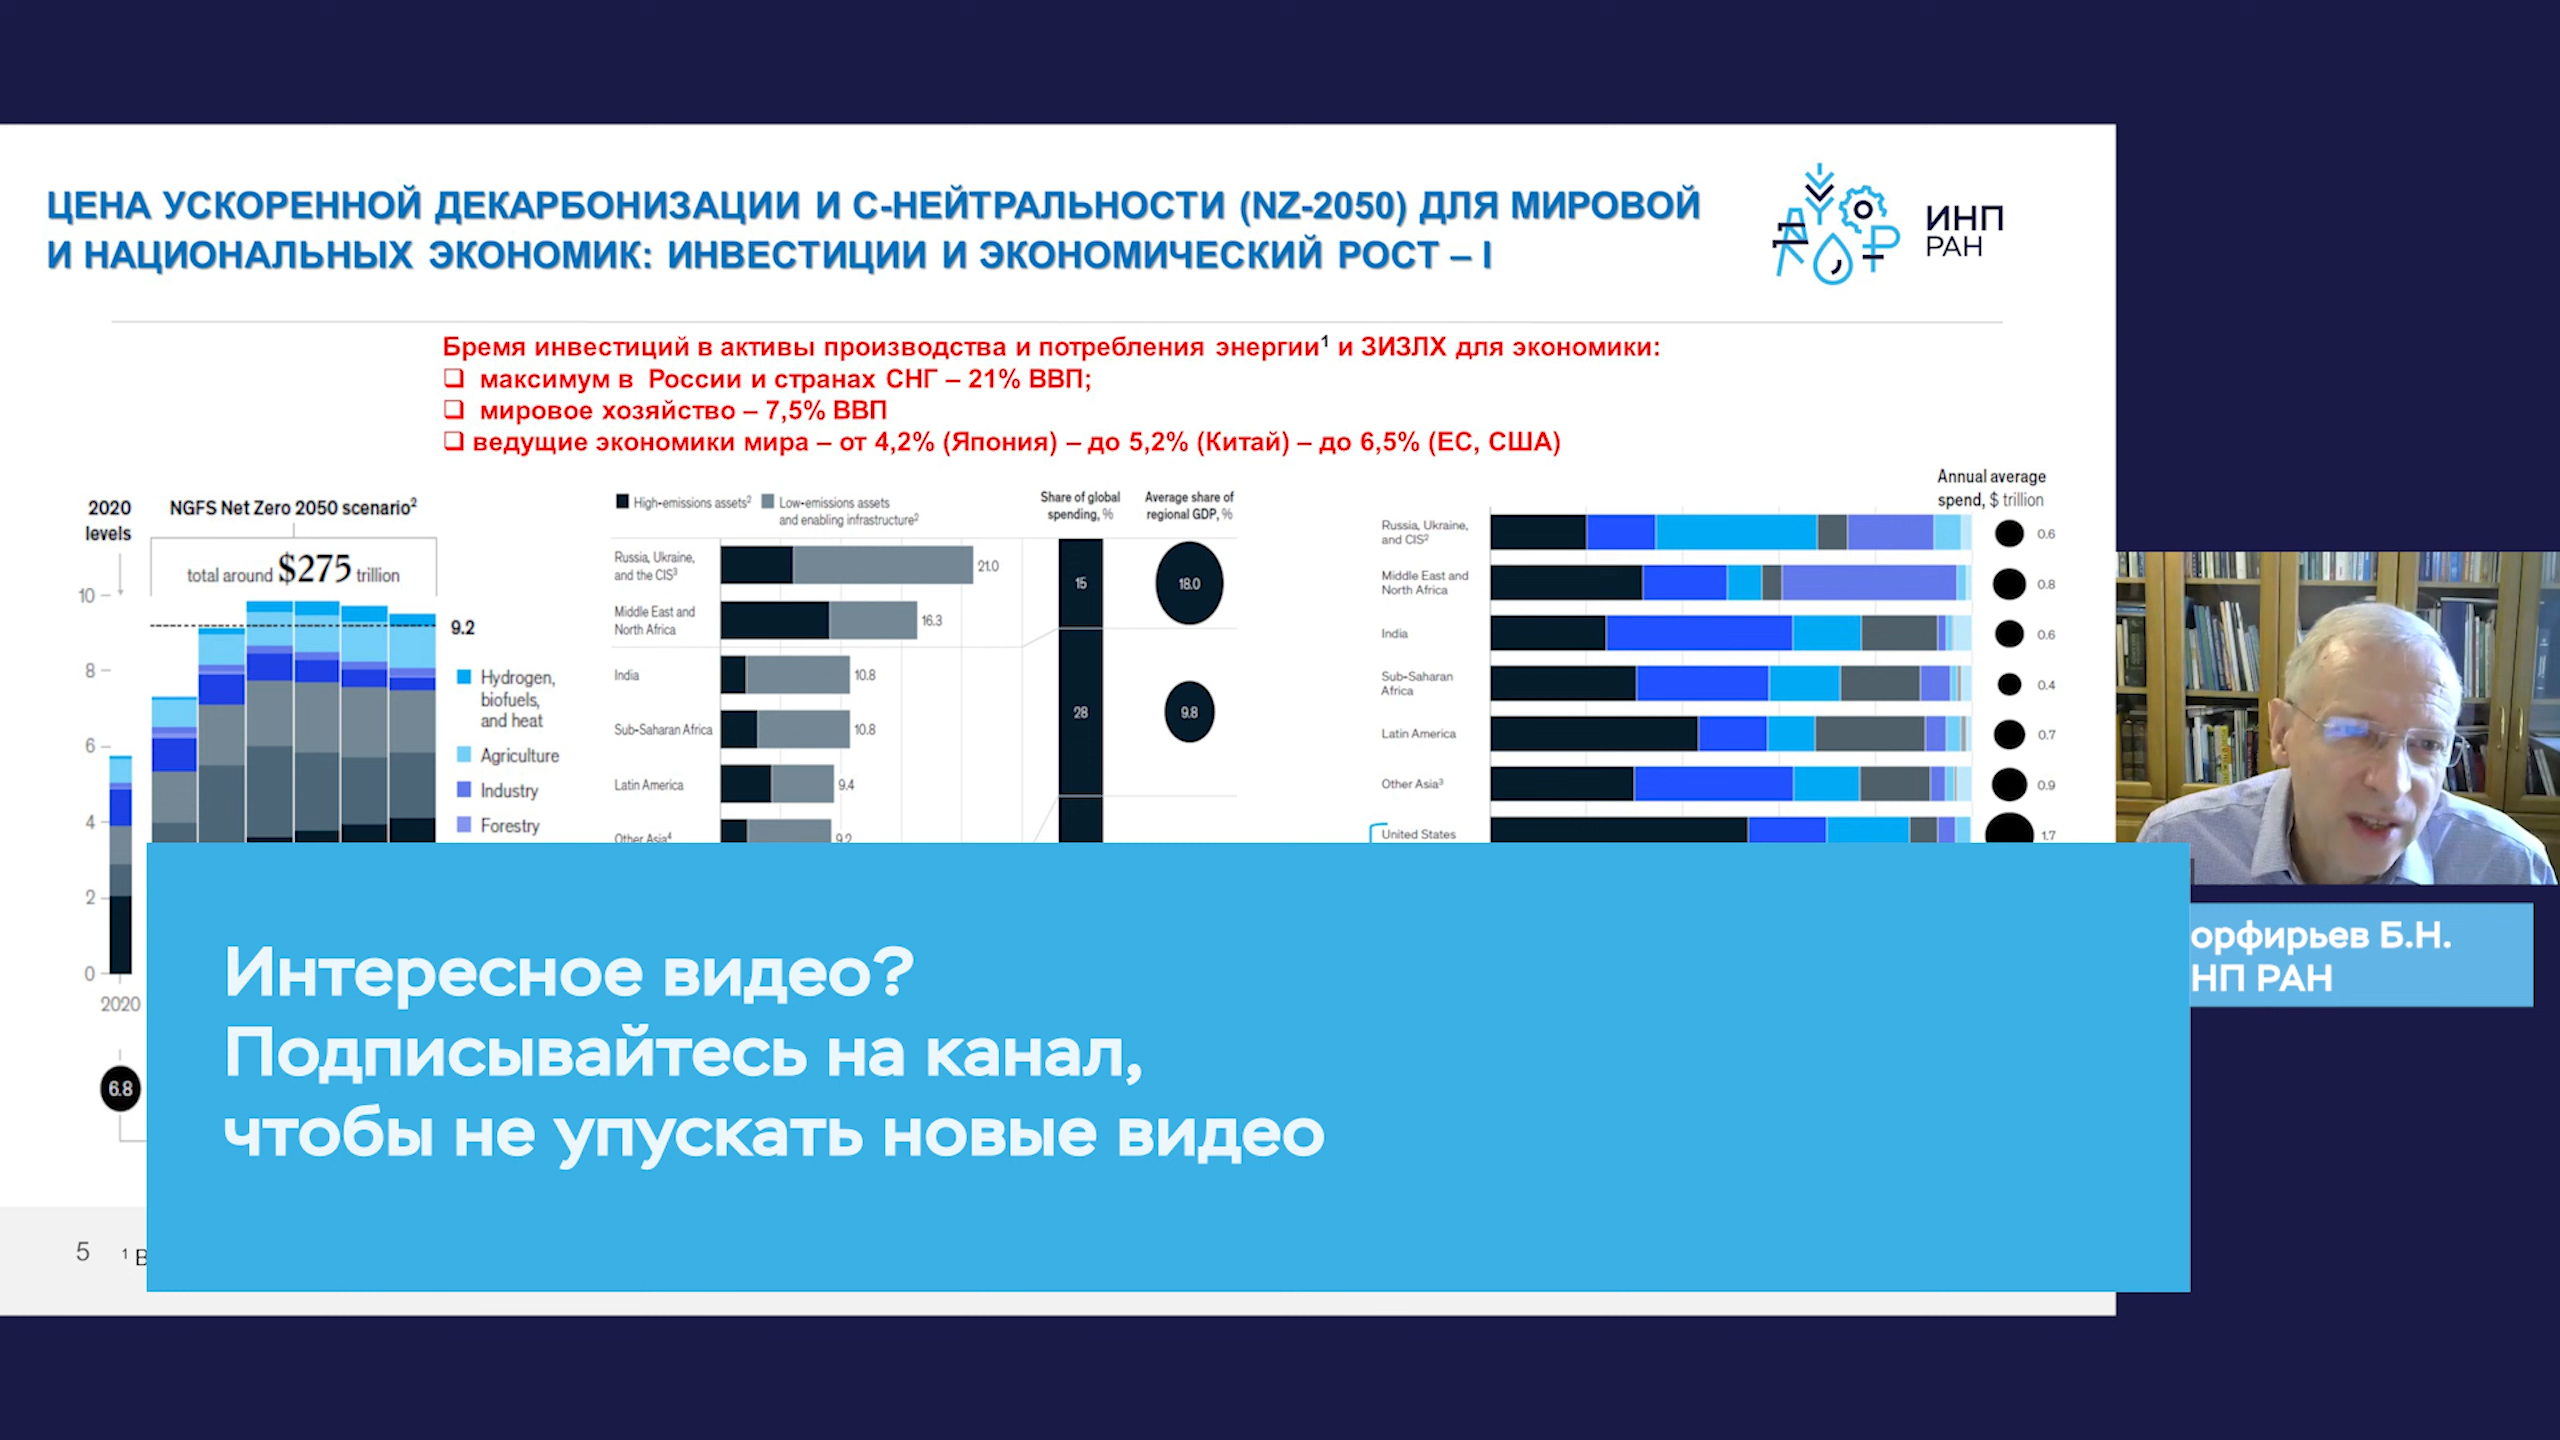 ЦЕНА УСКОРЕННОЙ ДЕКАРБОНИЗАЦИИ И С-НЕЙТРАЛЬНОСТИ (NZ-2050) ДЛЯ МИРОВОЙ
И НАЦИОНАЛЬНЫХ ЭКОНОМИК: ИНВЕСТИЦИИ И ЭКОНОМИЧЕСКИЙ РОСТ – I
ИНП
РАН
Бремя инвестиций в активы производства и потребления энергии¹ и ЗИЗЛХ для экономики:
❑ максимум в России и странах СНГ – 21% ВВП;
❑ мировое хозяйство – 7,5% ВВП
❑ ведущие экономики мира – от 4,2% (Япония) – до 5,2% (Китай) – до 6,5% (ЕС, США)
2020
levels
NGFS Net Zero 2050 scenario²
total around $275 trillion
10
8
6
4
2
0
2020
6.8
9.2
Hydrogen,
biofuels,
and heat
Agriculture
Industry
Forestry
High-emissions assets²
Low-emissions assets
and enabling infrastructure²
Share of global
spending, %
Average share of
regional GDP, %
Russia, Ukraine,
and the CIS³
21.0
Middle East and
North Africa
16.3
India
10.8
Sub-Saharan Africa
10.8
Latin America
9.4
Other Asia⁴
9.2
15
18.0
28
9.8
Annual average
spend, $ trillion
Russia, Ukraine,
and CIS²
0.6
Middle East and
North Africa
0.8
India
0.6
Sub-Saharan
Africa
0.4
Latin America
0.7
Other Asia³
0.9
United States
1.7
орфирьев Б.Н.
НП РАН
Интересное видео?
Подписывайтесь на канал,
чтобы не упускать новые видео
5
¹ В